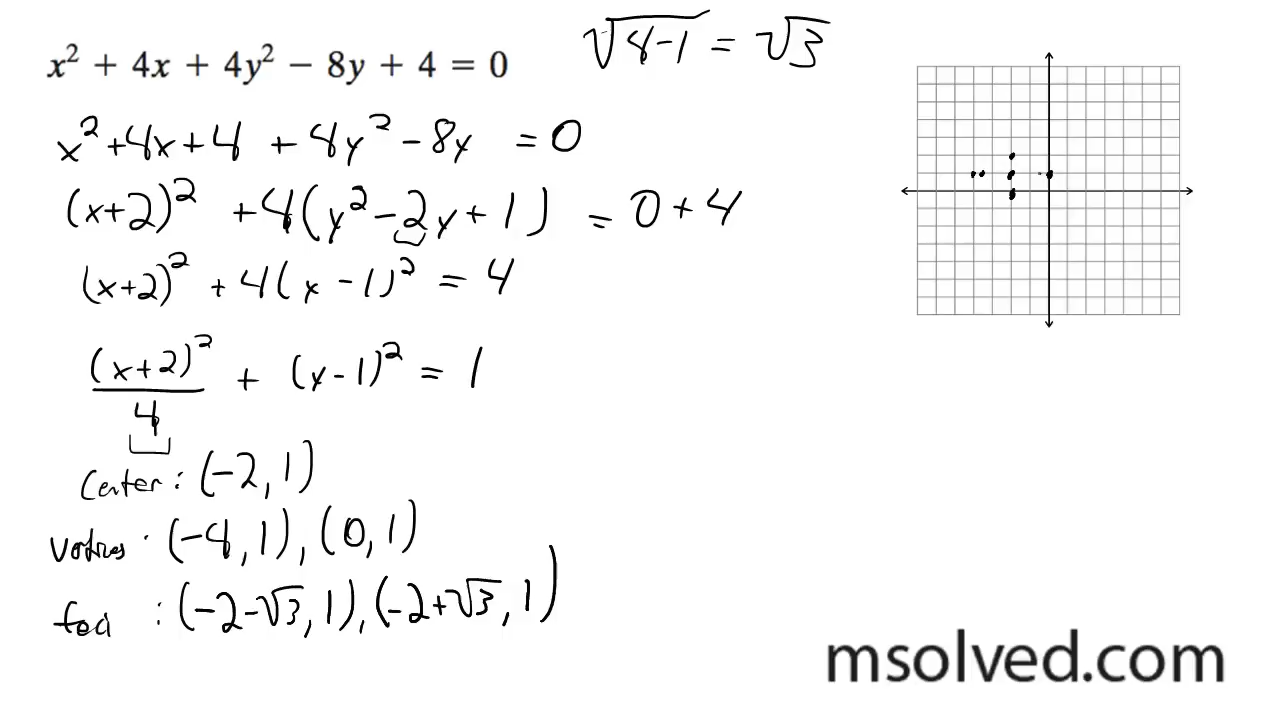 x² + 4x + 4y² − 8y + 4 = 0
√(4-1) = √3
x² + 4x + 4 + 4y² - 8y = 0
(x+2)² + 4(y² - 2y + 1) = 0 + 4
(x+2)² + 4(y - 1)² = 4
(x+2)²/4 + (y-1)² = 1
Center: (-2, 1)
(-4, 1), (0, 1)
foci : (-2-√3, 1), (-2+√3, 1)
msolved.com